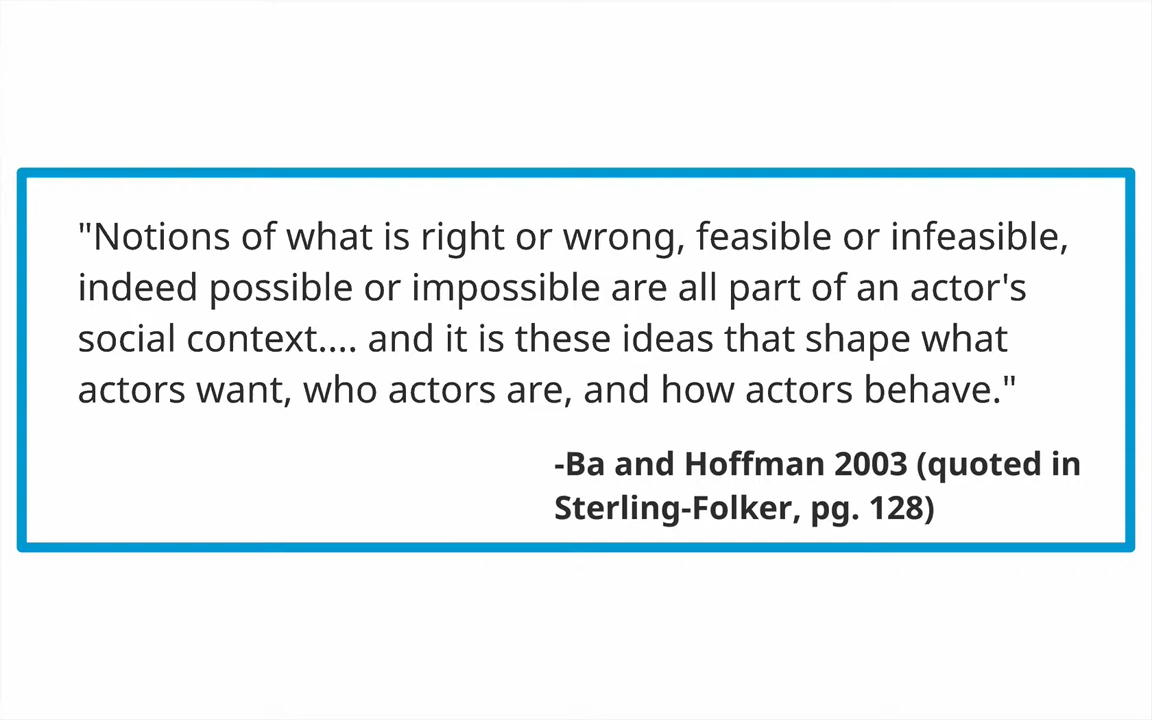 "Notions of what is right or wrong, feasible or infeasible,
indeed possible or impossible are all part of an actor's
social context.... and it is these ideas that shape what
actors want, who actors are, and how actors behave."
-Ba and Hoffman 2003 (quoted in
Sterling-Folker, pg. 128)